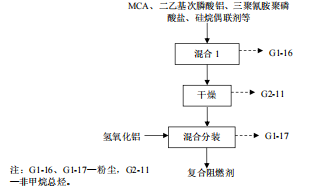 MCA、二乙基次膦酸铝、三聚氰胺聚磷
酸盐、硅烷偶联剂等
混合 1
G1-16
干燥
G2-11
氢氧化铝
混合分装
G1-17
复合阻燃剂
注：G1-16、G1-17—粉尘，G2-11
—非甲烷总烃。